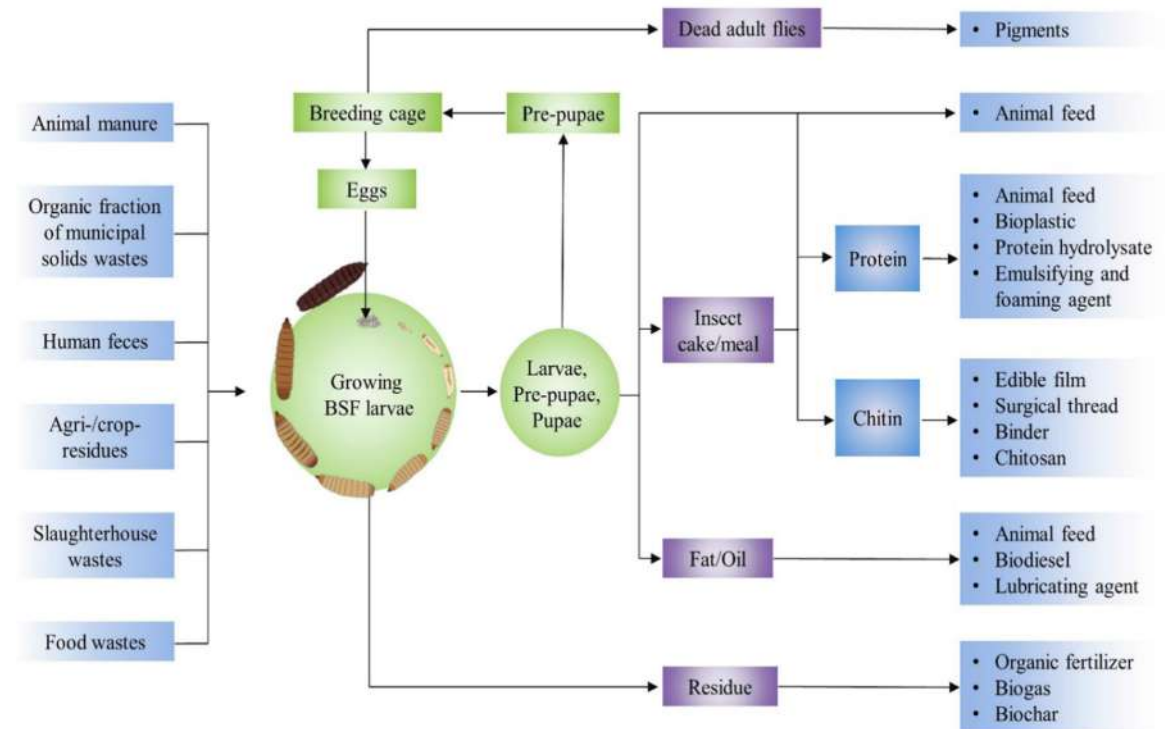 Dead adult flies
• Pigments
Animal manure
Breeding cage
Pre-pupae
• Animal feed
Eggs
Organic fraction
of municipal
solids wastes
Protein
• Animal feed
• Bioplastic
• Protein hydrolysate
• Emulsifying and
foaming agent
Human feces
Growing
BSF larvae
Larvae,
Pre-pupae,
Pupae
Insect
cake/meal
Agri-/crop-
residues
Chitin
• Edible film
• Surgical thread
• Binder
• Chitosan
Slaughterhouse
wastes
Fat/Oil
• Animal feed
• Biodiesel
• Lubricating agent
Food wastes
Residue
• Organic fertilizer
• Biogas
• Biochar